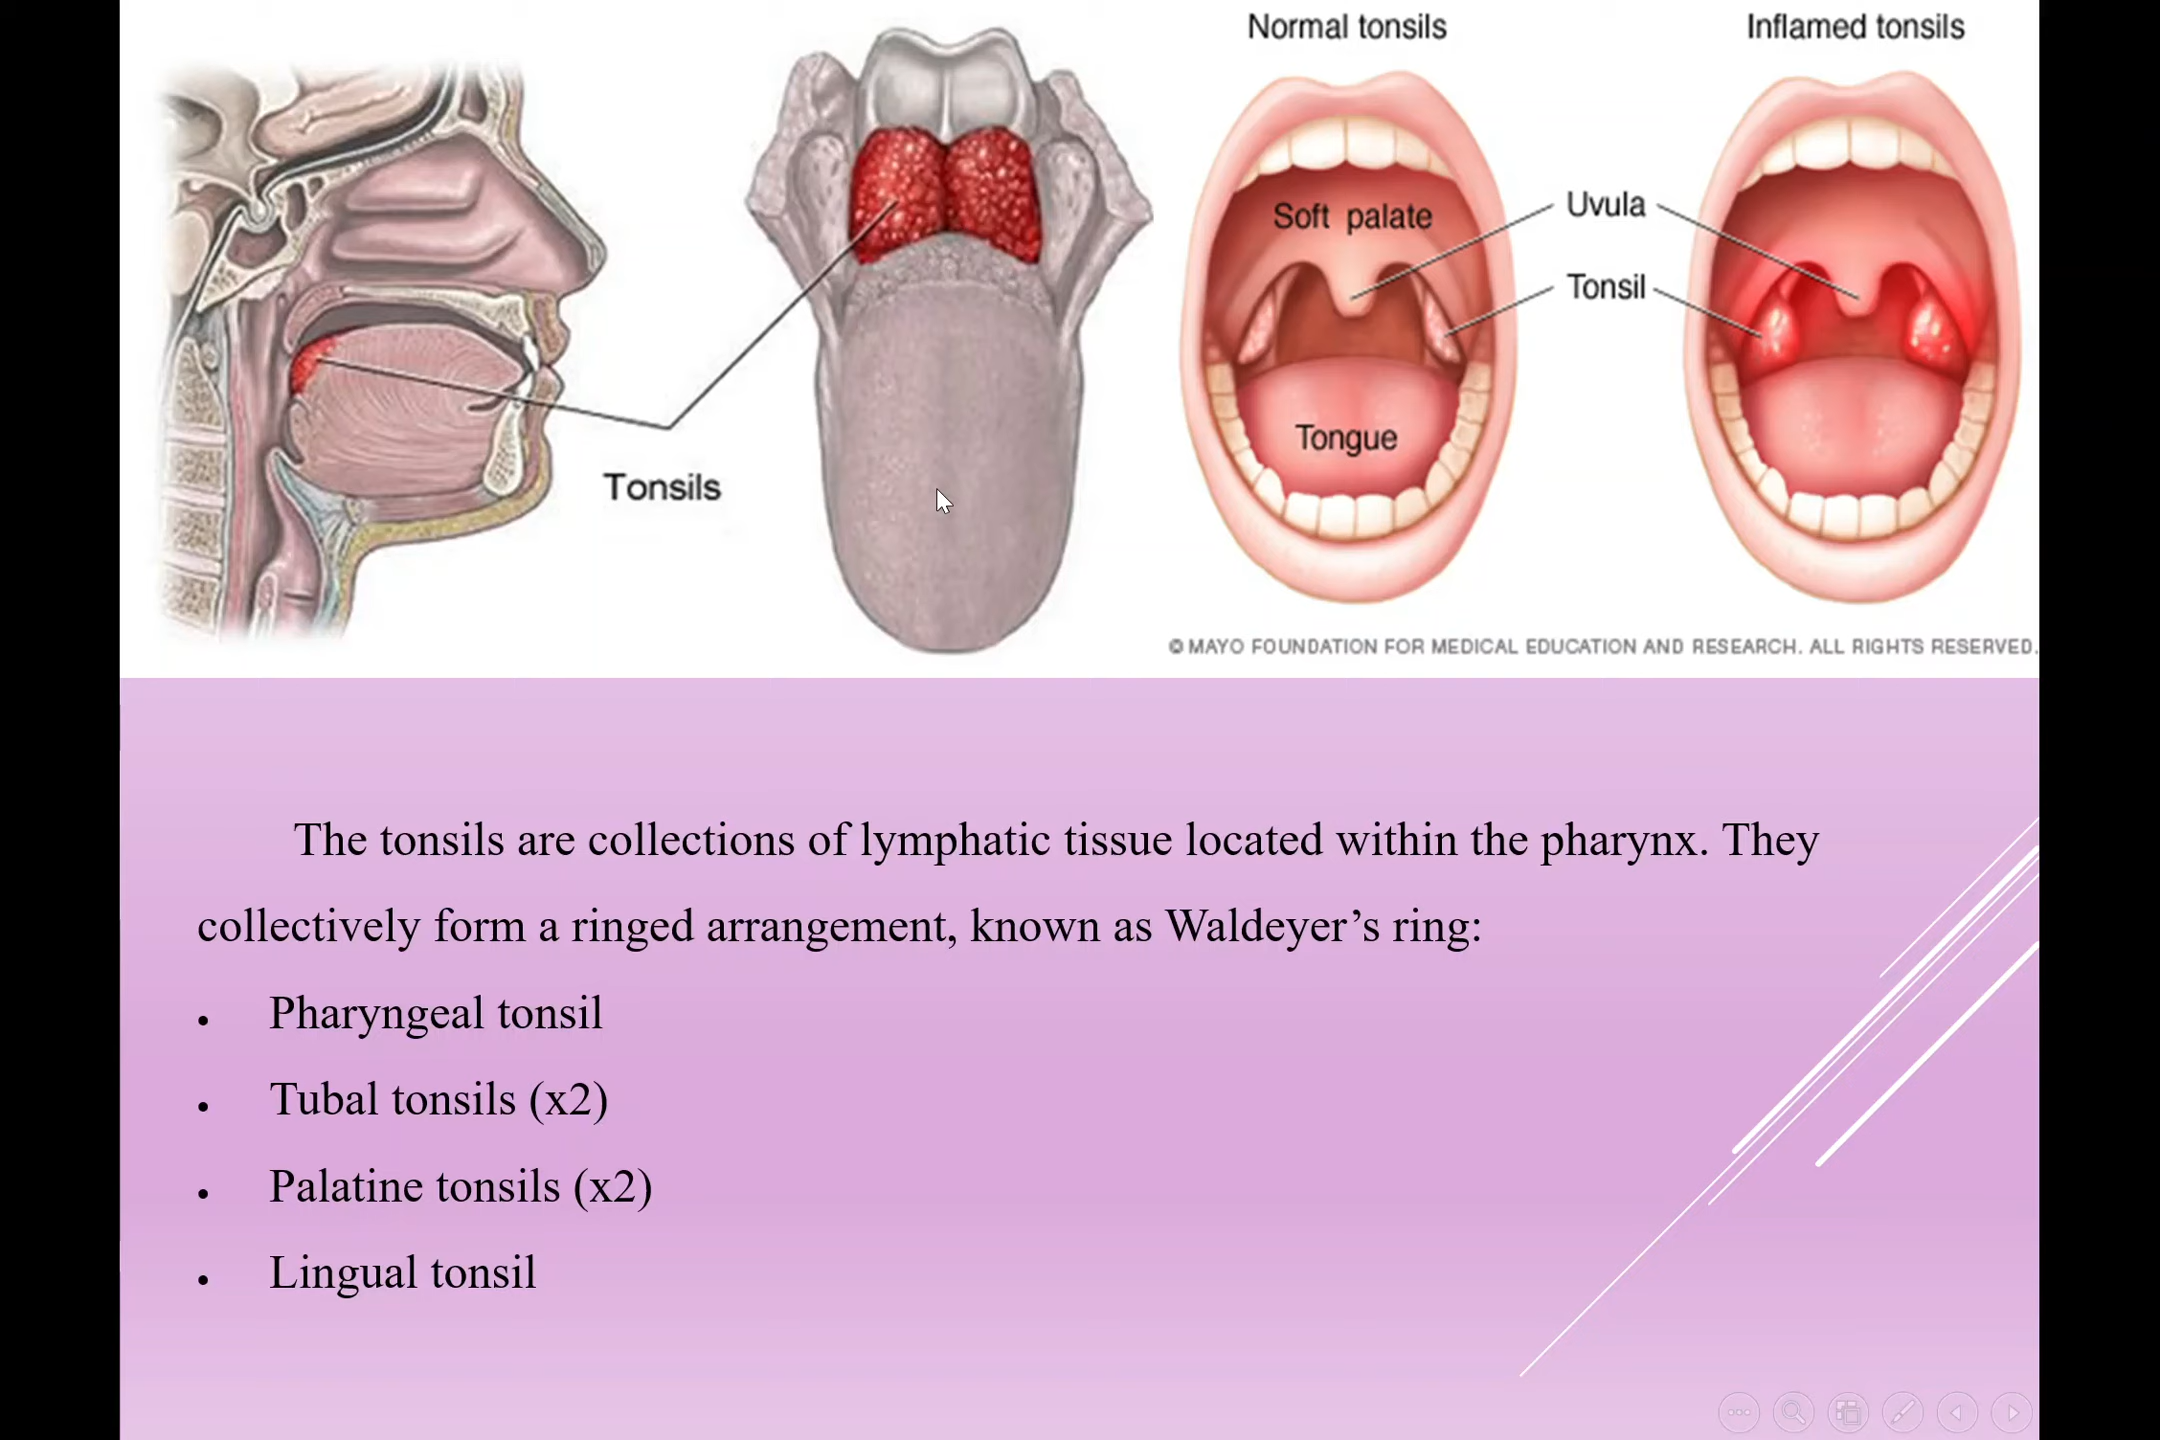 Normal tonsils
Inflamed tonsils
Soft palate
Uvula
Tonsil
Tongue
Tonsils
© MAYO FOUNDATION FOR MEDICAL EDUCATION AND RESEARCH. ALL RIGHTS RESERVED.
The tonsils are collections of lymphatic tissue located within the pharynx. They
collectively form a ringed arrangement, known as Waldeyer’s ring:
• Pharyngeal tonsil
• Tubal tonsils (x2)
• Palatine tonsils (x2)
• Lingual tonsil